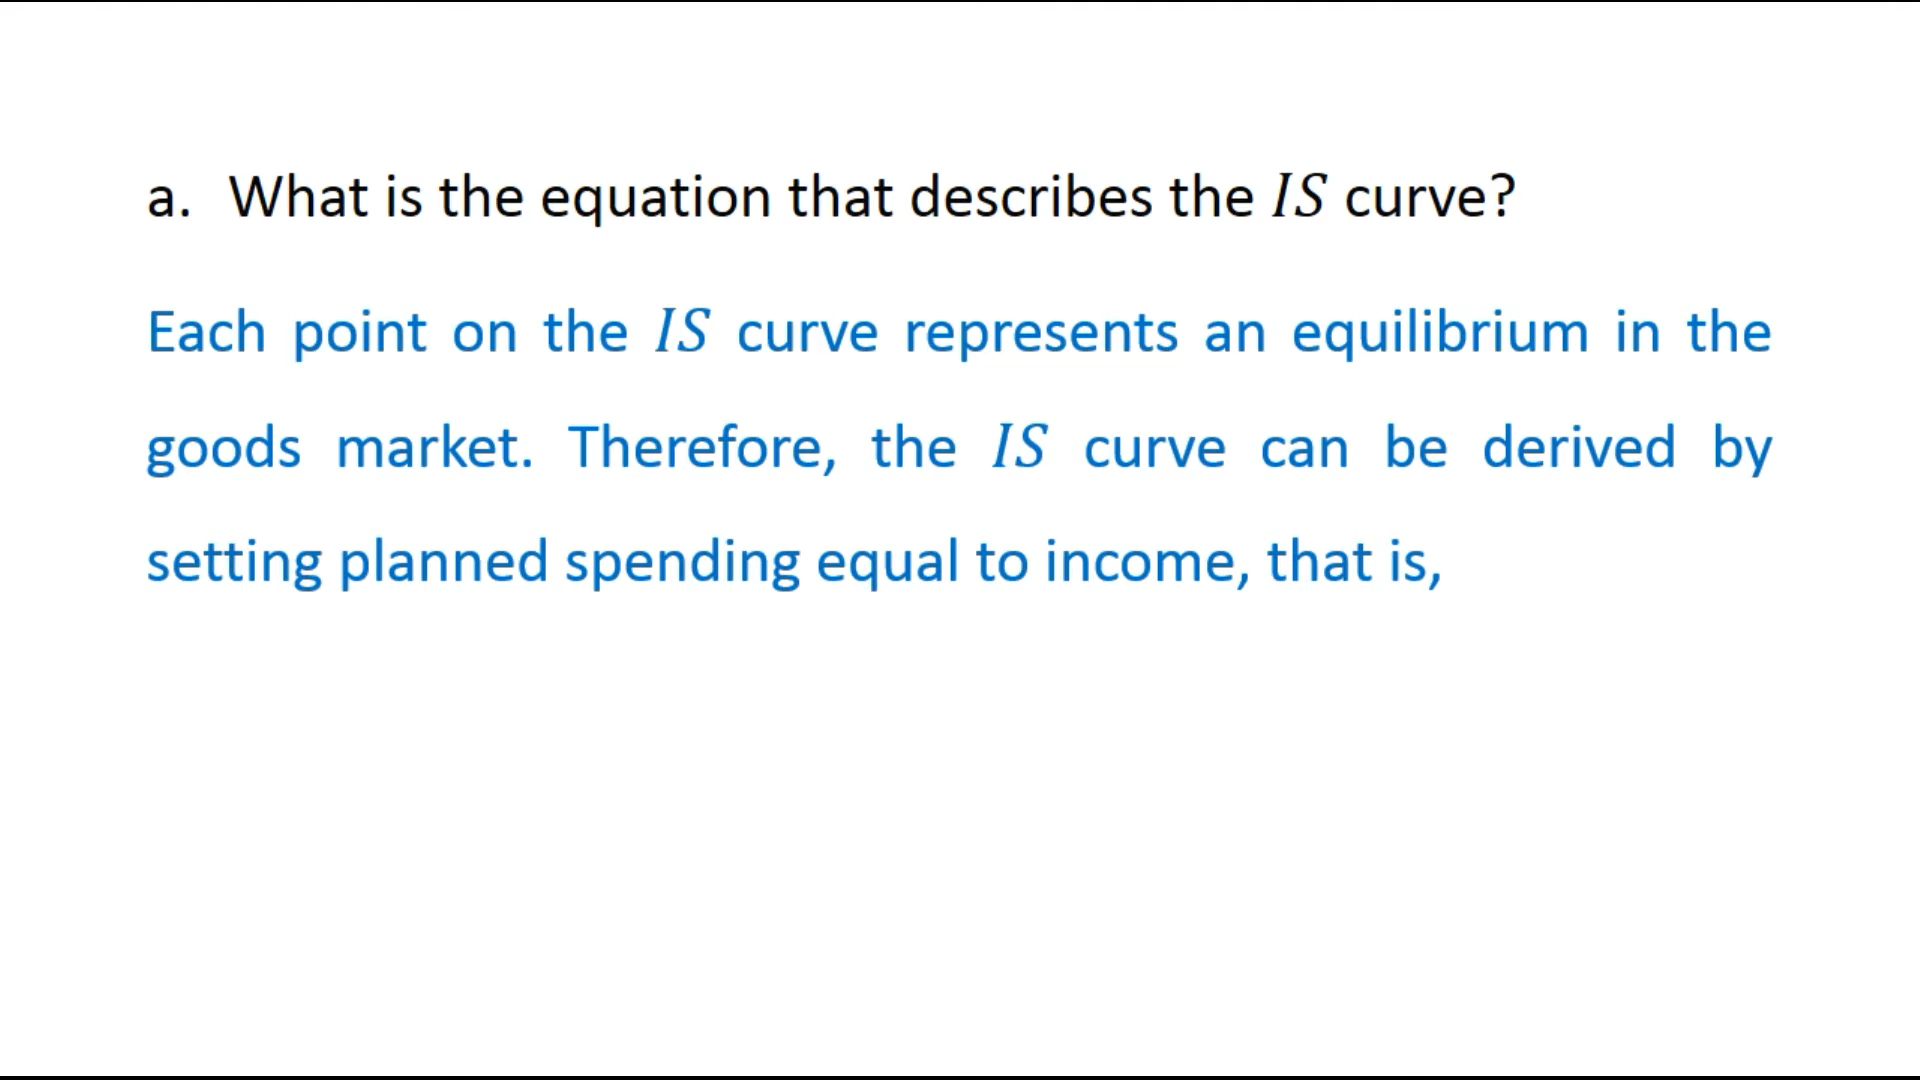 a. What is the equation that describes the IS curve?
Each point on the IS curve represents an equilibrium in the
goods market. Therefore, the IS curve can be derived by
setting planned spending equal to income, that is,